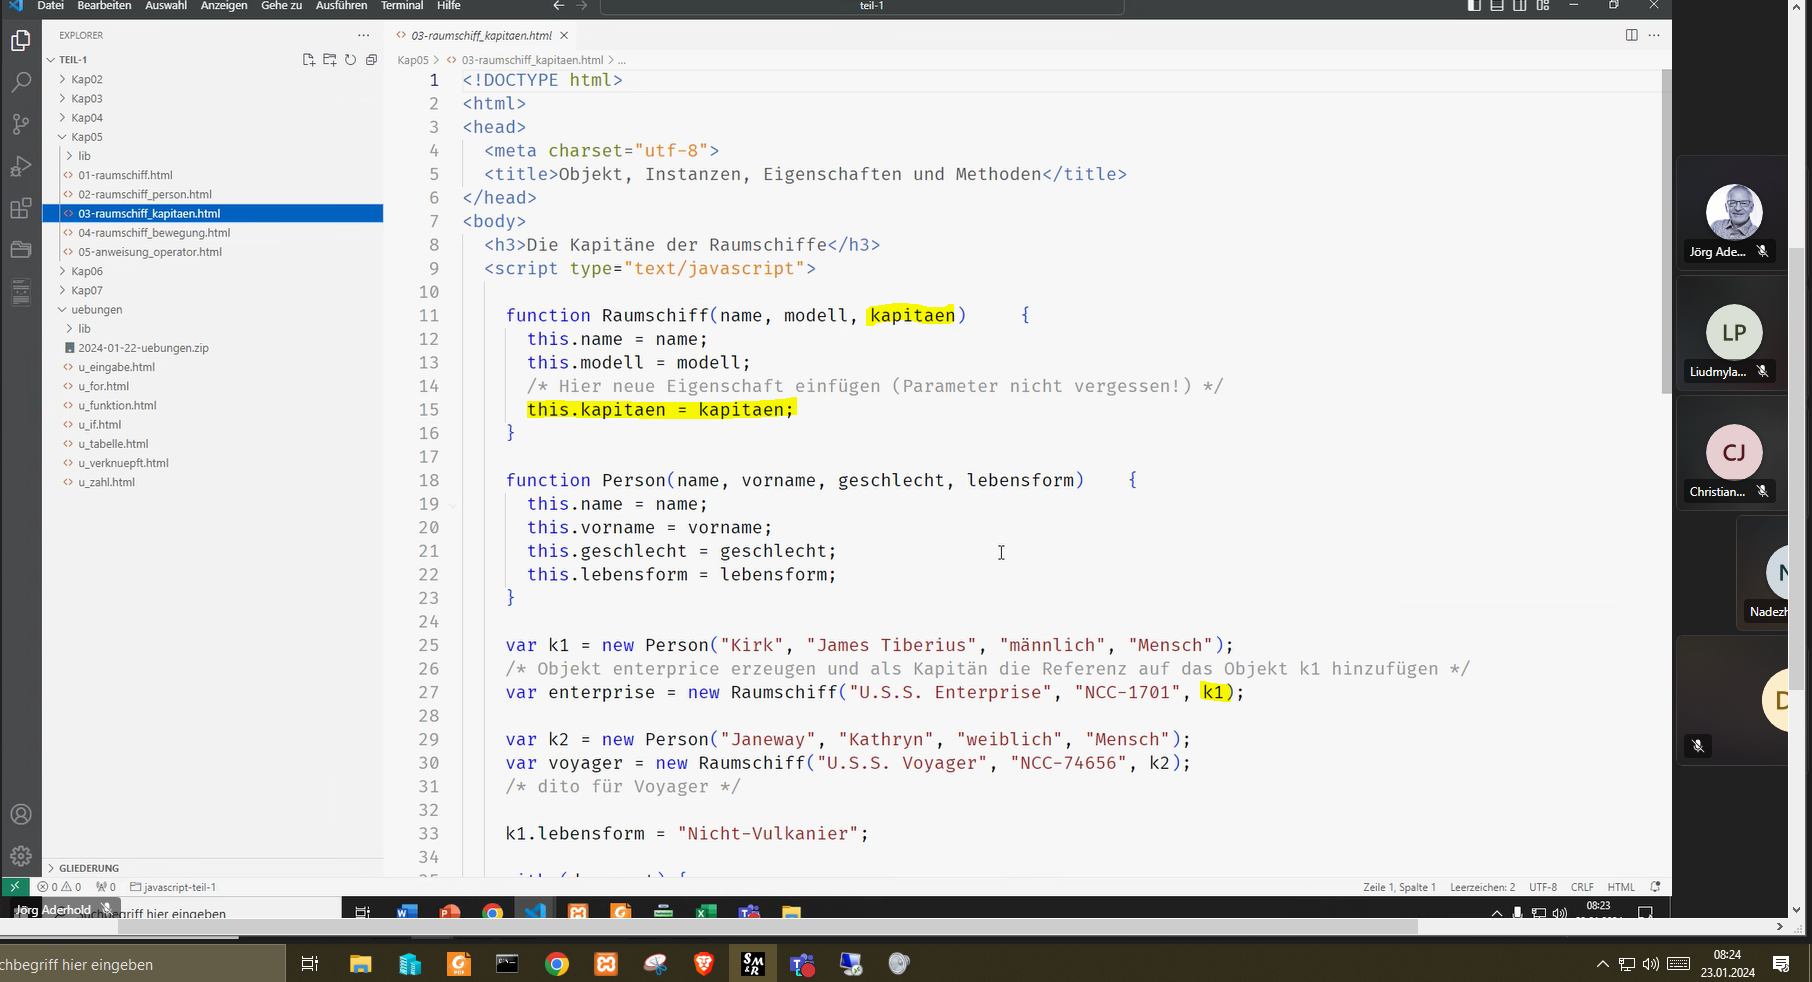 Datei Bearbeiten Auswahl Anzeigen Gehe zu Ausführen Terminal Hilfe
teil-1
EXPLORER
TEIL-1
Kap02
Kap03
Kap04
Kap05
lib
01-raumschiff.html
02-raumschiff_person.html
03-raumschiff_kapitaen.html
04-raumschiff_bewegung.html
05-anweisung_operator.html
Kap06
Kap07
uebungen
lib
2024-01-22-uebungen.zip
u_eingabe.html
u_for.html
u_funktion.html
u_if.html
u_tabelle.html
u_verknuepft.html
u_zahl.html
GLIEDERUNG
03-raumschiff_kapitaen.html
Kap05 > 03-raumschiff_kapitaen.html > ...
1 <!DOCTYPE html>
2 <html>
3 <head>
4 <meta charset="utf-8">
5 <title>Objekt, Instanzen, Eigenschaften und Methoden</title>
6 </head>
7 <body>
8 <h3>Die Kapitäne der Raumschiffe</h3>
9 <script type="text/javascript">
10
11 function Raumschiff(name, modell, kapitaen) {
12 this.name = name;
13 this.modell = modell;
14 /* Hier neue Eigenschaft einfügen (Parameter nicht vergessen!) */
15 this.kapitaen = kapitaen;
16 }
17
18 function Person(name, vorname, geschlecht, lebensform) {
19 this.name = name;
20 this.vorname = vorname;
21 this.geschlecht = geschlecht;
22 this.lebensform = lebensform;
23 }
24
25 var k1 = new Person("Kirk", "James Tiberius", "männlich", "Mensch");
26 /* Objekt enterprice erzeugen und als Kapitän die Referenz auf das Objekt k1 hinzufügen */
27 var enterprise = new Raumschiff("U.S.S. Enterprise", "NCC-1701", k1);
28
29 var k2 = new Person("Janeway", "Kathryn", "weiblich", "Mensch");
30 var voyager = new Raumschiff("U.S.S. Voyager", "NCC-74656", k2);
31 /* dito für Voyager */
32
33 k1.lebensform = "Nicht-Vulkanier";
34
Jörg Ade...
LP
Liudmyla...
CJ
Christian...
N
Nadezh
D
0 0 0 javascript-teil-1
Zeile 1, Spalte 1 Leerzeichen: 2 UTF-8 CRLF HTML
Jörg Aderhold
griff hier eingeben
08:23
chbegriff hier eingeben
08:24
23.01.2024